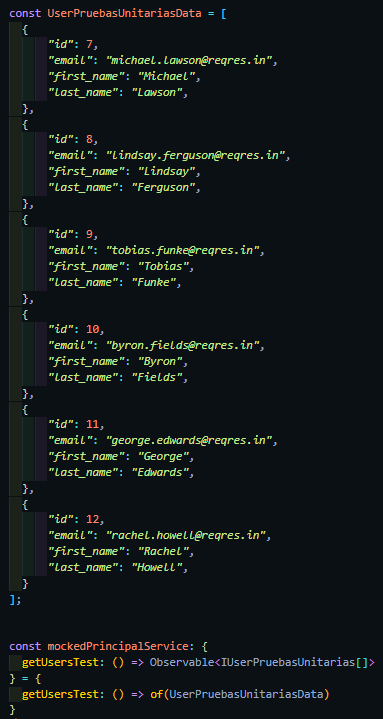 const UserPruebasUnitariasData = [
  {
    "id": 7,
    "email": "michael.lawson@reqres.in",
    "first_name": "Michael",
    "last_name": "Lawson",
  },
  {
    "id": 8,
    "email": "lindsay.ferguson@reqres.in",
    "first_name": "Lindsay",
    "last_name": "Ferguson",
  },
  {
    "id": 9,
    "email": "tobias.funke@reqres.in",
    "first_name": "Tobias",
    "last_name": "Funke",
  },
  {
    "id": 10,
    "email": "byron.fields@reqres.in",
    "first_name": "Byron",
    "last_name": "Fields",
  },
  {
    "id": 11,
    "email": "george.edwards@reqres.in",
    "first_name": "George",
    "last_name": "Edwards",
  },
  {
    "id": 12,
    "email": "rachel.howell@reqres.in",
    "first_name": "Rachel",
    "last_name": "Howell",
  }
];
const mockedPrincipalService: {
  getUsersTest: () => Observable<IUserPruebasUnitarias[]>
} = {
  getUsersTest: () => of(UserPruebasUnitariasData)
}